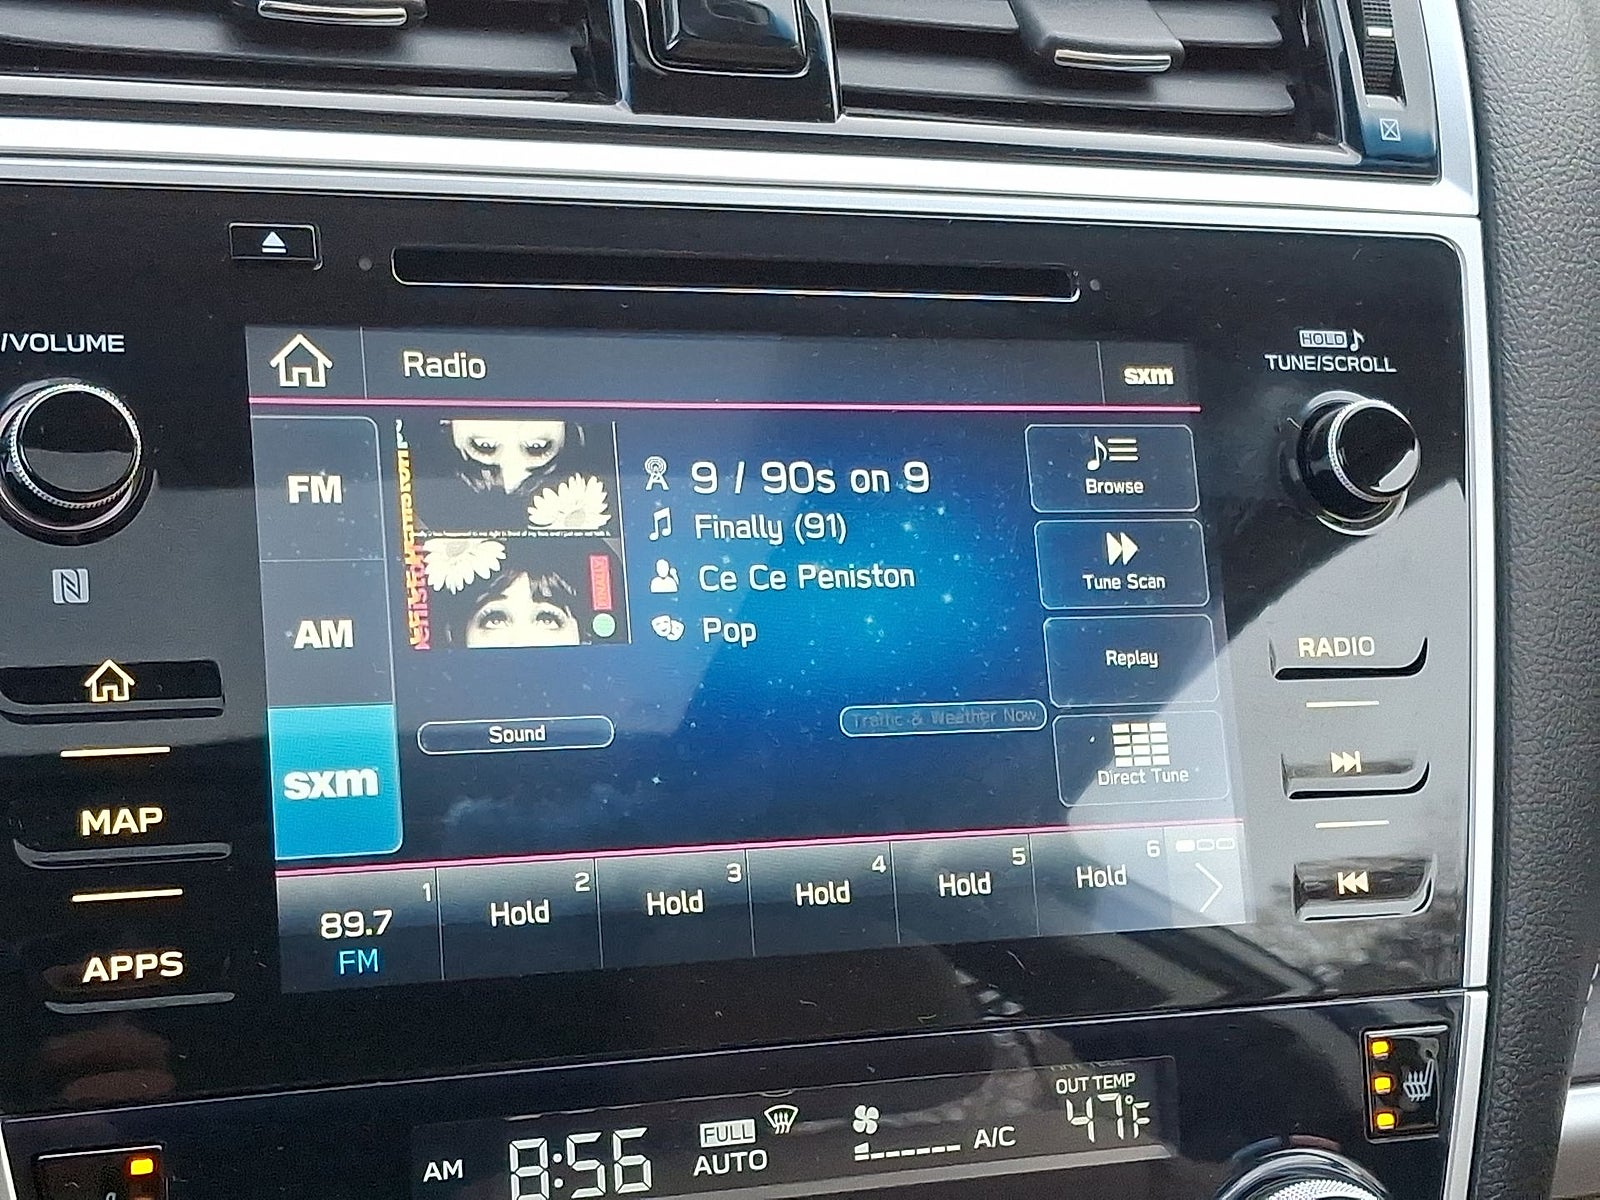 /VOLUME
HOLD
TUNE/SCROLL
Radio
sxm
FM
9 / 90s on 9
Browse
Finally (91)
Ce Ce Peniston
Tune Scan
AM
Pop
Replay
RADIO
Sound
Traffic & Weather Now
sxm
Direct Tune
MAP
1
89.7
FM
2
Hold
3
Hold
4
Hold
5
Hold
6
Hold
APPS
AM 8:56
FULL
AUTO
A/C
OUT TEMP
47°F